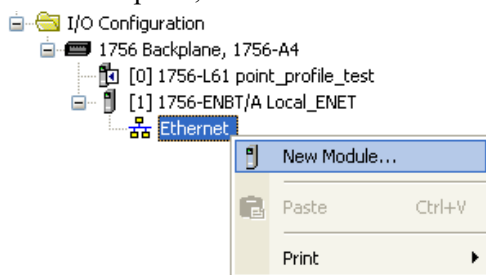 I/O Configuration
1756 Backplane, 1756-A4
[0] 1756-L61 point_profile_test
[1] 1756-ENBT/A Local_ENET
Ethernet
New Module...
Paste Ctrl+V
Print